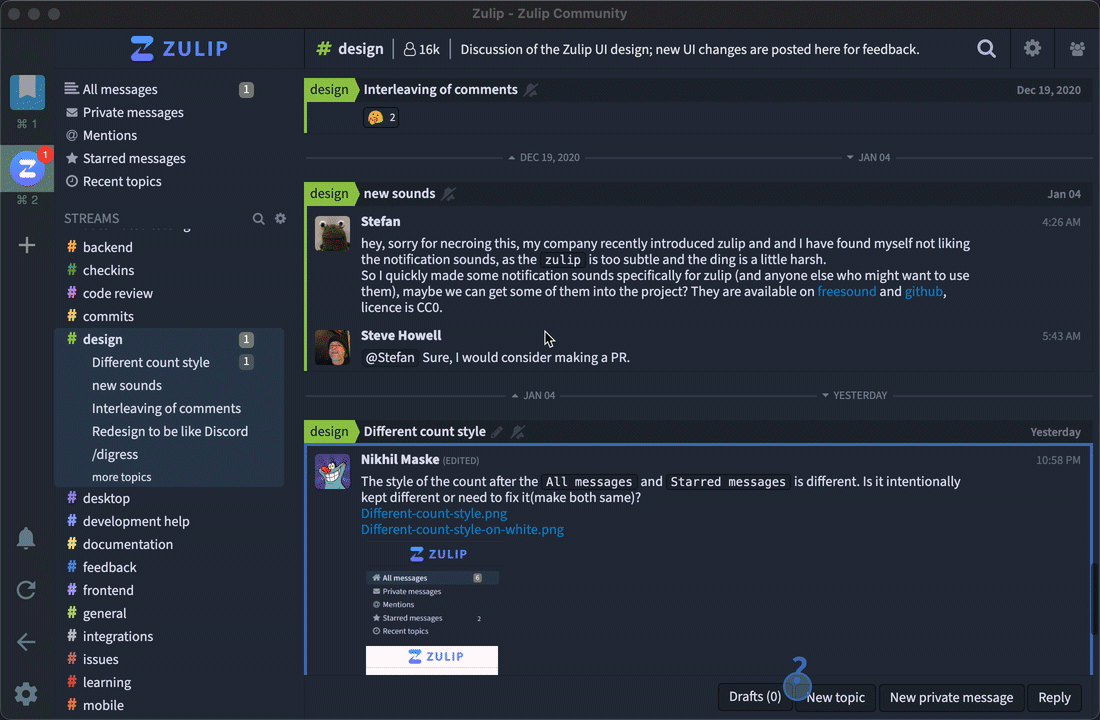 Zulip - Zulip Community
ZULIP
# design
16k
Discussion of the Zulip UI design; new UI changes are posted here for feedback.
⌘ 1
1
⌘ 2
All messages 1
Private messages
Mentions
Starred messages
Recent topics
STREAMS
# backend
# checkins
# code review
# commits
# design 1
Different count style 1
new sounds
Interleaving of comments
Redesign to be like Discord
/digress
more topics
# desktop
# development help
# documentation
# feedback
# frontend
# general
# integrations
# issues
# learning
# mobile
design Interleaving of comments Dec 19, 2020
2
DEC 19, 2020 JAN 04
design new sounds Jan 04
Stefan 4:26 AM
hey, sorry for necroing this, my company recently introduced zulip and and I have found myself not liking
the notification sounds, as the zulip is too subtle and the ding is a little harsh.
So I quickly made some notification sounds specifically for zulip (and anyone else who might want to use
them), maybe we can get some of them into the project? They are available on freesound and github,
licence is CC0.
Steve Howell 5:43 AM
@Stefan Sure, I would consider making a PR.
JAN 04 YESTERDAY
design Different count style Yesterday
Nikhil Maske (EDITED) 10:58 PM
The style of the count after the All messages and Starred messages is different. Is it intentionally
kept different or need to fix it(make both same)?
Different-count-style.png
Different-count-style-on-white.png
ZULIP
All messages 6
Private messages
@ Mentions
Starred messages 2
Recent topics
ZULIP
?
Drafts (0) New topic New private message Reply